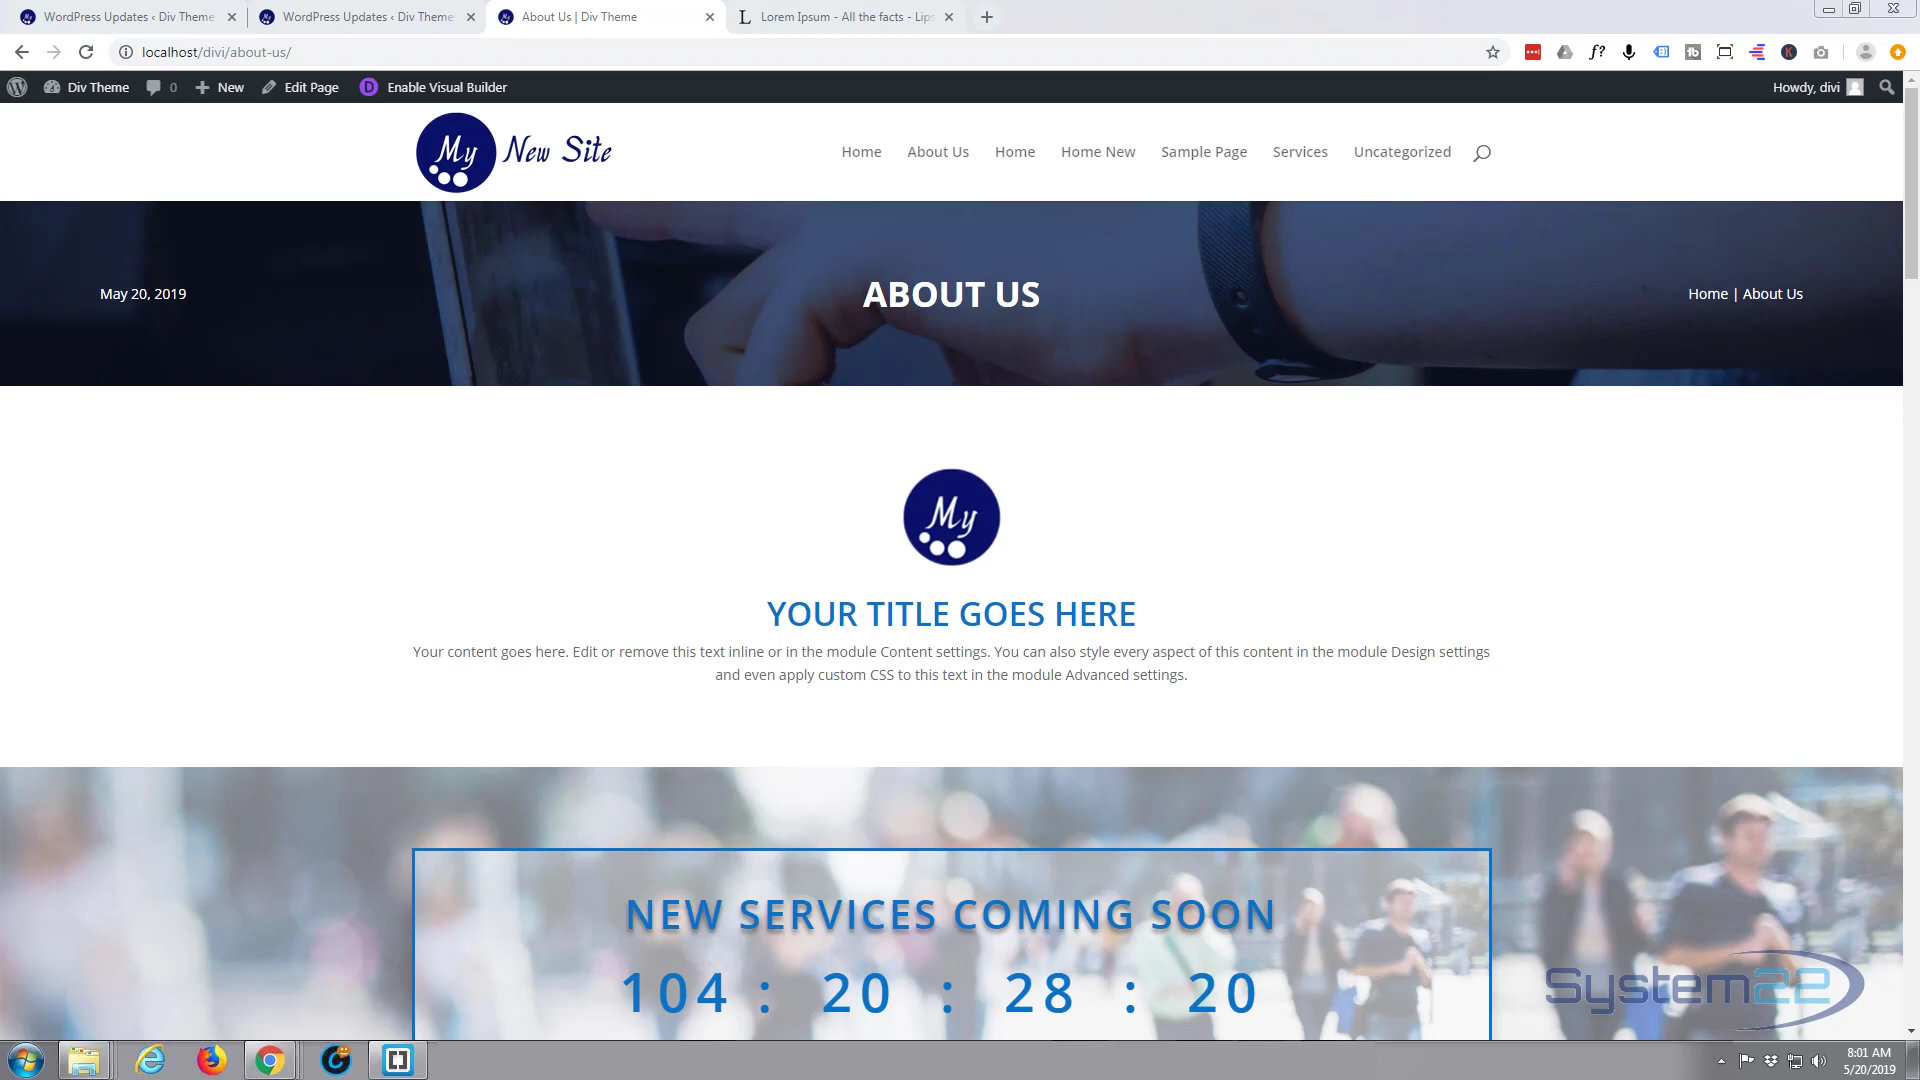 WordPress Updates ‹ Div Theme
WordPress Updates ‹ Div Theme
About Us | Div Theme
Lorem Ipsum - All the facts - Lips
localhost/divi/about-us/
Div Theme
0
New
Edit Page
D
Enable Visual Builder
Howdy, divi
My New Site
Home
About Us
Home
Home New
Sample Page
Services
Uncategorized
May 20, 2019
ABOUT US
Home | About Us
My
YOUR TITLE GOES HERE
Your content goes here. Edit or remove this text inline or in the module Content settings. You can also style every aspect of this content in the module Design settings
and even apply custom CSS to this text in the module Advanced settings.
NEW SERVICES COMING SOON
104 : 20 : 28 : 20
System22
8:01 AM
5/20/2019